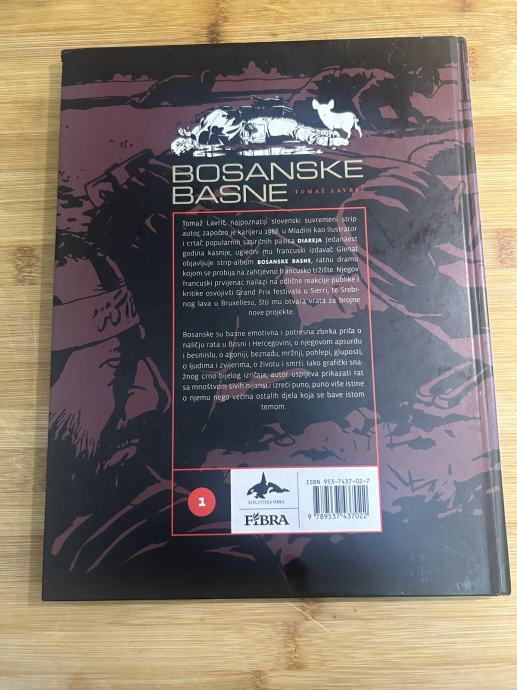 BOSANSKE
BASNE TOMAŽ LAVRIČ
Tomaž Lavrič, najpoznatiji slovenski suvremeni strip
autor, započeo je karijeru 1988. u Mladini kao ilustrator
i crtač popularnih satiričnih pasica DIAREJA. Jedanaest
godina kasnije, ugledni mu francuski izdavač Glenat
objavljuje strip-album BOSANSKE BASNE, ratnu dramu
kojom se probija na zahtjevno francusko tržište. Njegov
francuski prvijenac nailazi na odlične reakcije publike i
kritike osvojivši Grand Prix festivala u Sierri, te Srebr-
nog lava u Bruxellesu, što mu otvara vrata za brojne
nove projekte.
Bosanske su basne emotivna i potresna zbirka priča o
naličju rata u Bosni i Hercegovini, o njegovom apsurdu
i besmislu, o agoniji, beznađu, mržnji, pohlepi, gluposti,
o ljudima i zvijerima, o životu i smrti. Iako grafički sna-
žnog crno-bijelog izričaja, autor uspijeva prikazati rat
sa mnoštvom sivih nijansi i izreći puno, puno više istine
o njemu nego većina ostalih djela koja se bave istom
temom.
1
BIBLIOTEKA ORKA
FIBRA
ISBN 953-7437-02-7
9 789537 437022